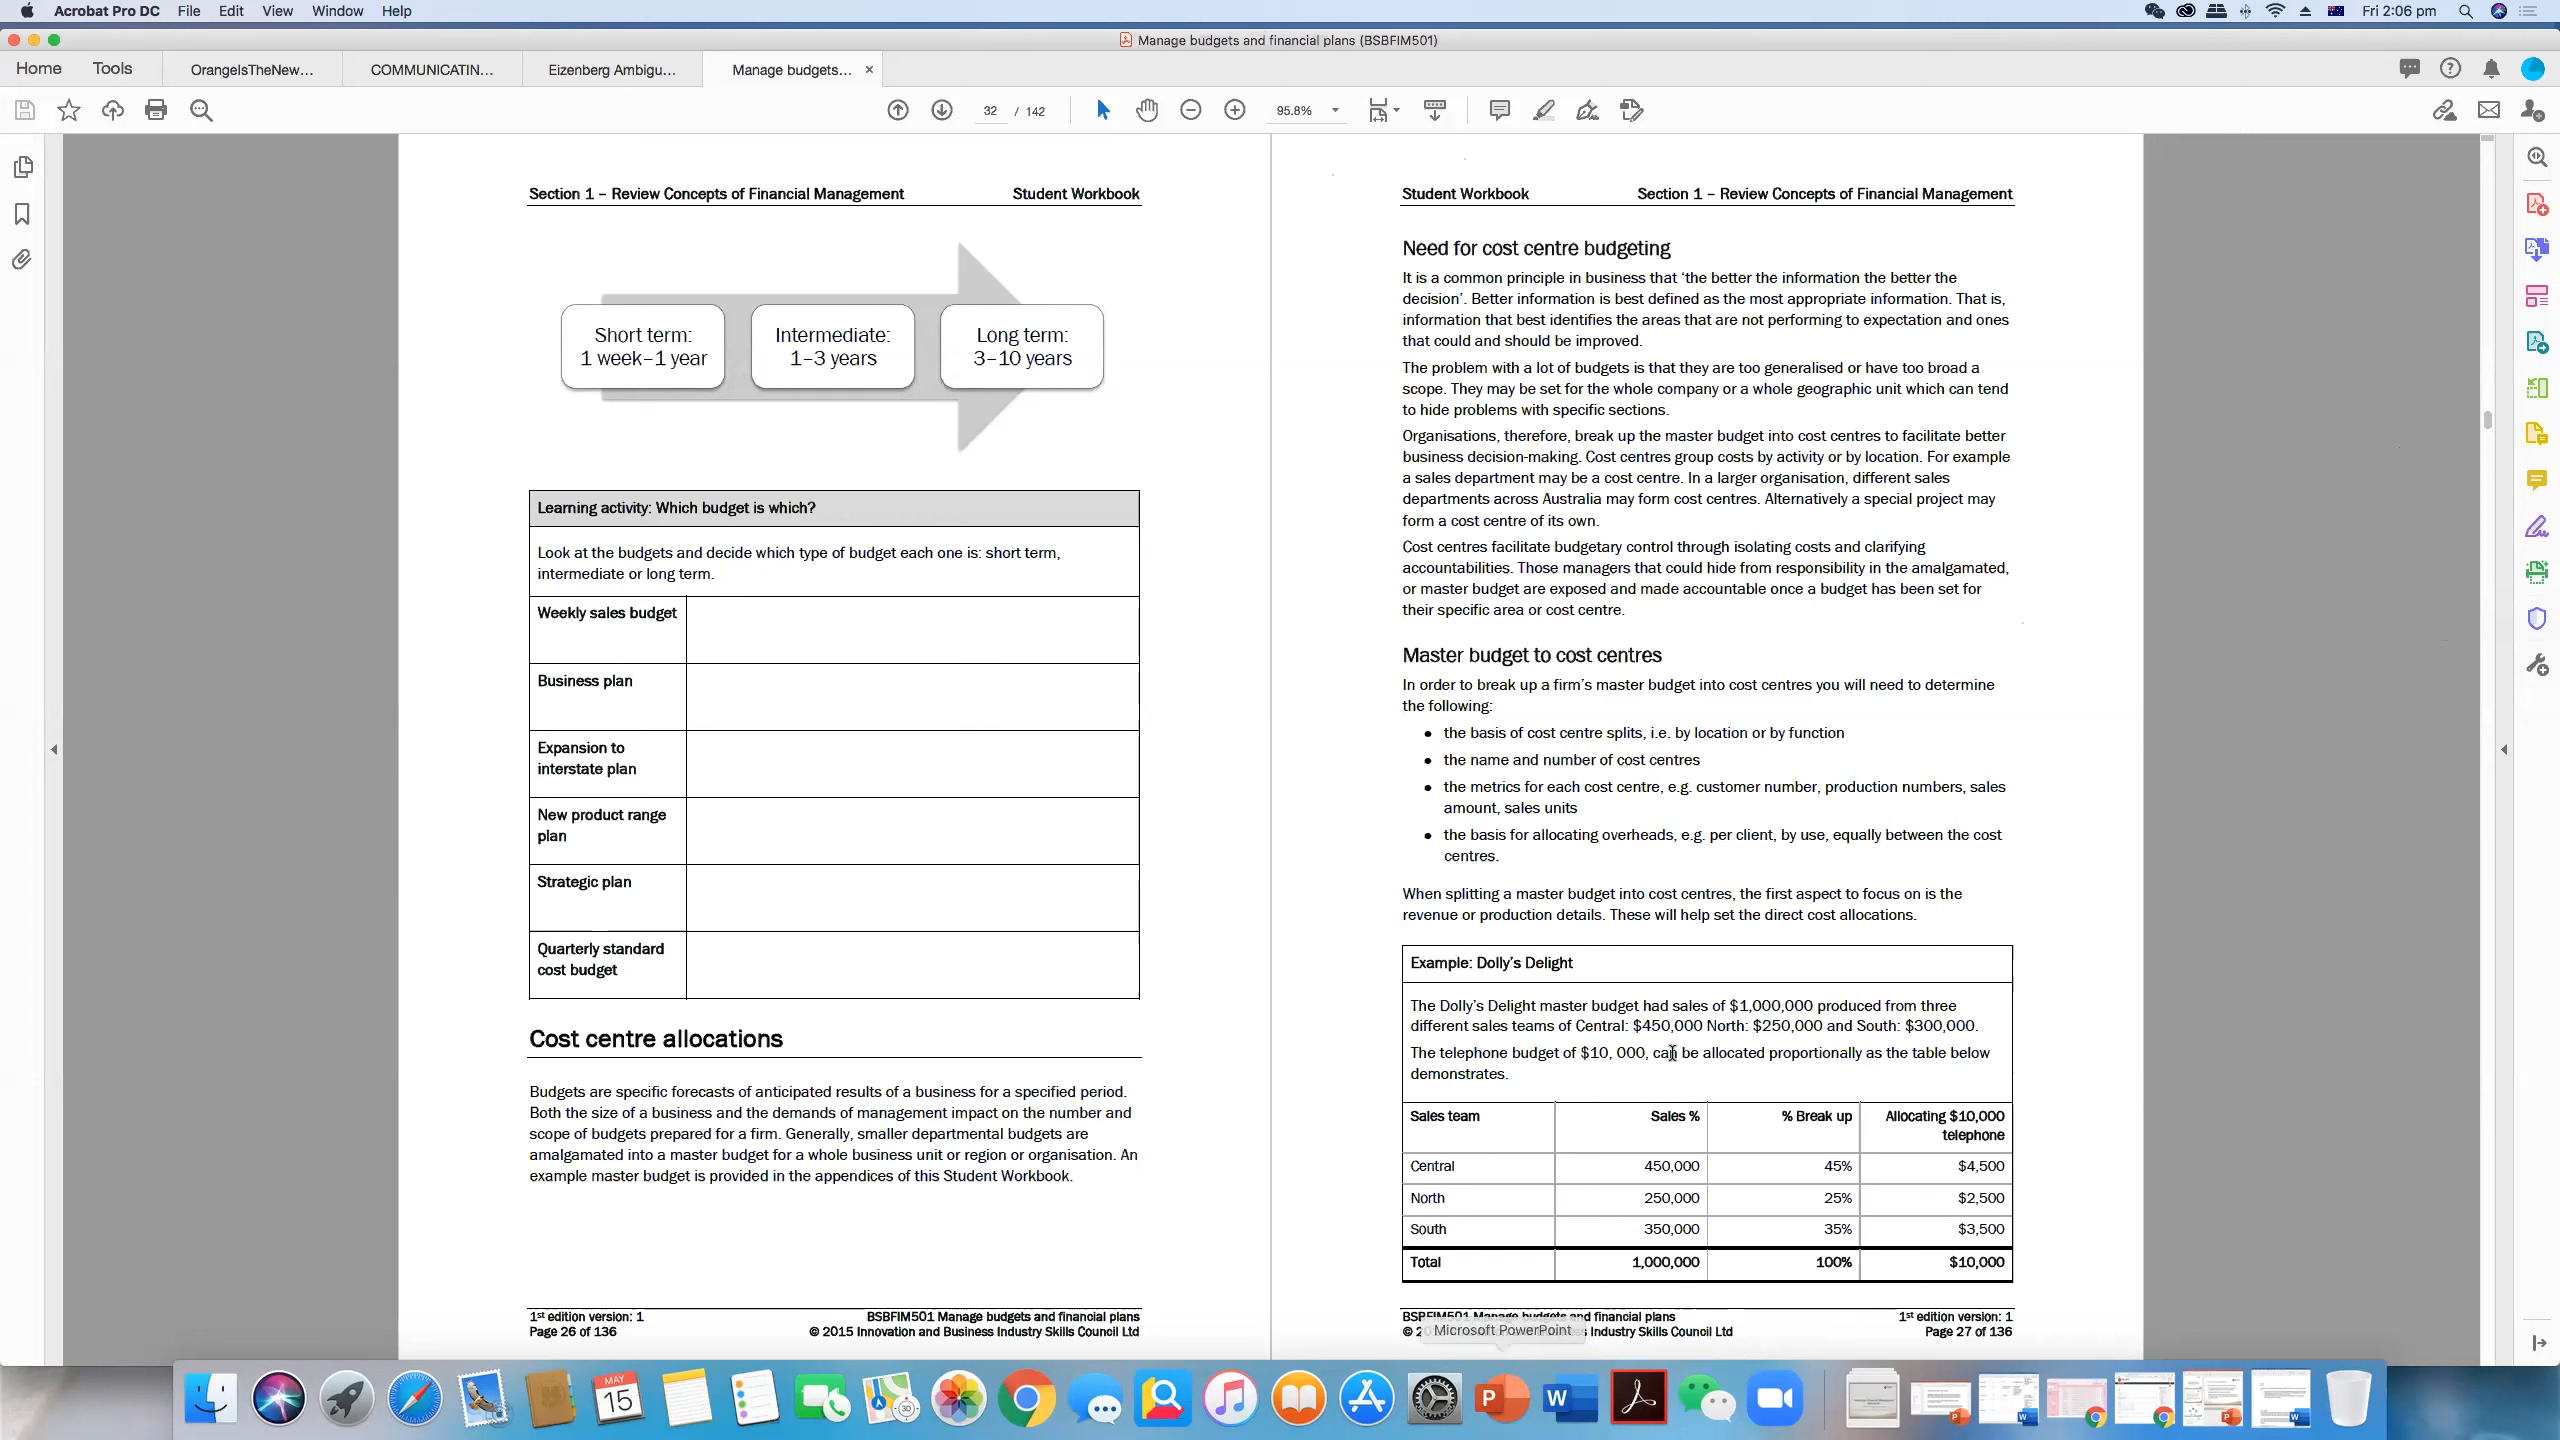 Acrobat Pro DC File Edit View Window Help
Fri 2:06 pm
Manage budgets and financial plans (BSBFIM501)
Home Tools OrangeIsTheNew... COMMUNICATIN... Eizenberg Ambigu... Manage budgets... ×
32 / 142
95.8%
Section 1 – Review Concepts of Financial Management Student Workbook
Short term:
1 week–1 year
Intermediate:
1–3 years
Long term:
3–10 years
Learning activity: Which budget is which?
Look at the budgets and decide which type of budget each one is: short term,
intermediate or long term.
Weekly sales budget
Business plan
Expansion to
interstate plan
New product range
plan
Strategic plan
Quarterly standard
cost budget
Cost centre allocations
Budgets are specific forecasts of anticipated results of a business for a specified period.
Both the size of a business and the demands of management impact on the number and
scope of budgets prepared for a firm. Generally, smaller departmental budgets are
amalgamated into a master budget for a whole business unit or region or organisation. An
example master budget is provided in the appendices of this Student Workbook.
1st edition version: 1 BSBFIM501 Manage budgets and financial plans
Page 26 of 136 © 2015 Innovation and Business Industry Skills Council Ltd
Student Workbook Section 1 – Review Concepts of Financial Management
Need for cost centre budgeting
It is a common principle in business that ‘the better the information the better the
decision’. Better information is best defined as the most appropriate information. That is,
information that best identifies the areas that are not performing to expectation and ones
that could and should be improved.
The problem with a lot of budgets is that they are too generalised or have too broad a
scope. They may be set for the whole company or a whole geographic unit which can tend
to hide problems with specific sections.
Organisations, therefore, break up the master budget into cost centres to facilitate better
business decision-making. Cost centres group costs by activity or by location. For example
a sales department may be a cost centre. In a larger organisation, different sales
departments across Australia may form cost centres. Alternatively a special project may
form a cost centre of its own.
Cost centres facilitate budgetary control through isolating costs and clarifying
accountabilities. Those managers that could hide from responsibility in the amalgamated,
or master budget are exposed and made accountable once a budget has been set for
their specific area or cost centre.
Master budget to cost centres
In order to break up a firm’s master budget into cost centres you will need to determine
the following:
• the basis of cost centre splits, i.e. by location or by function
• the name and number of cost centres
• the metrics for each cost centre, e.g. customer number, production numbers, sales
amount, sales units
• the basis for allocating overheads, e.g. per client, by use, equally between the cost
centres.
When splitting a master budget into cost centres, the first aspect to focus on is the
revenue or production details. These will help set the direct cost allocations.
Example: Dolly’s Delight
The Dolly’s Delight master budget had sales of $1,000,000 produced from three
different sales teams of Central: $450,000 North: $250,000 and South: $300,000.
The telephone budget of $10, 000, can be allocated proportionally as the table below
demonstrates.
Sales team Sales % % Break up Allocating $10,000
telephone
Central 450,000 45% $4,500
North 250,000 25% $2,500
South 350,000 35% $3,500
Total 1,000,000 100% $10,000
BSBFIM501 Manage budgets and financial plans 1st edition version: 1
Industry Skills Council Ltd Page 27 of 136
Microsoft PowerPoint
MAY
15